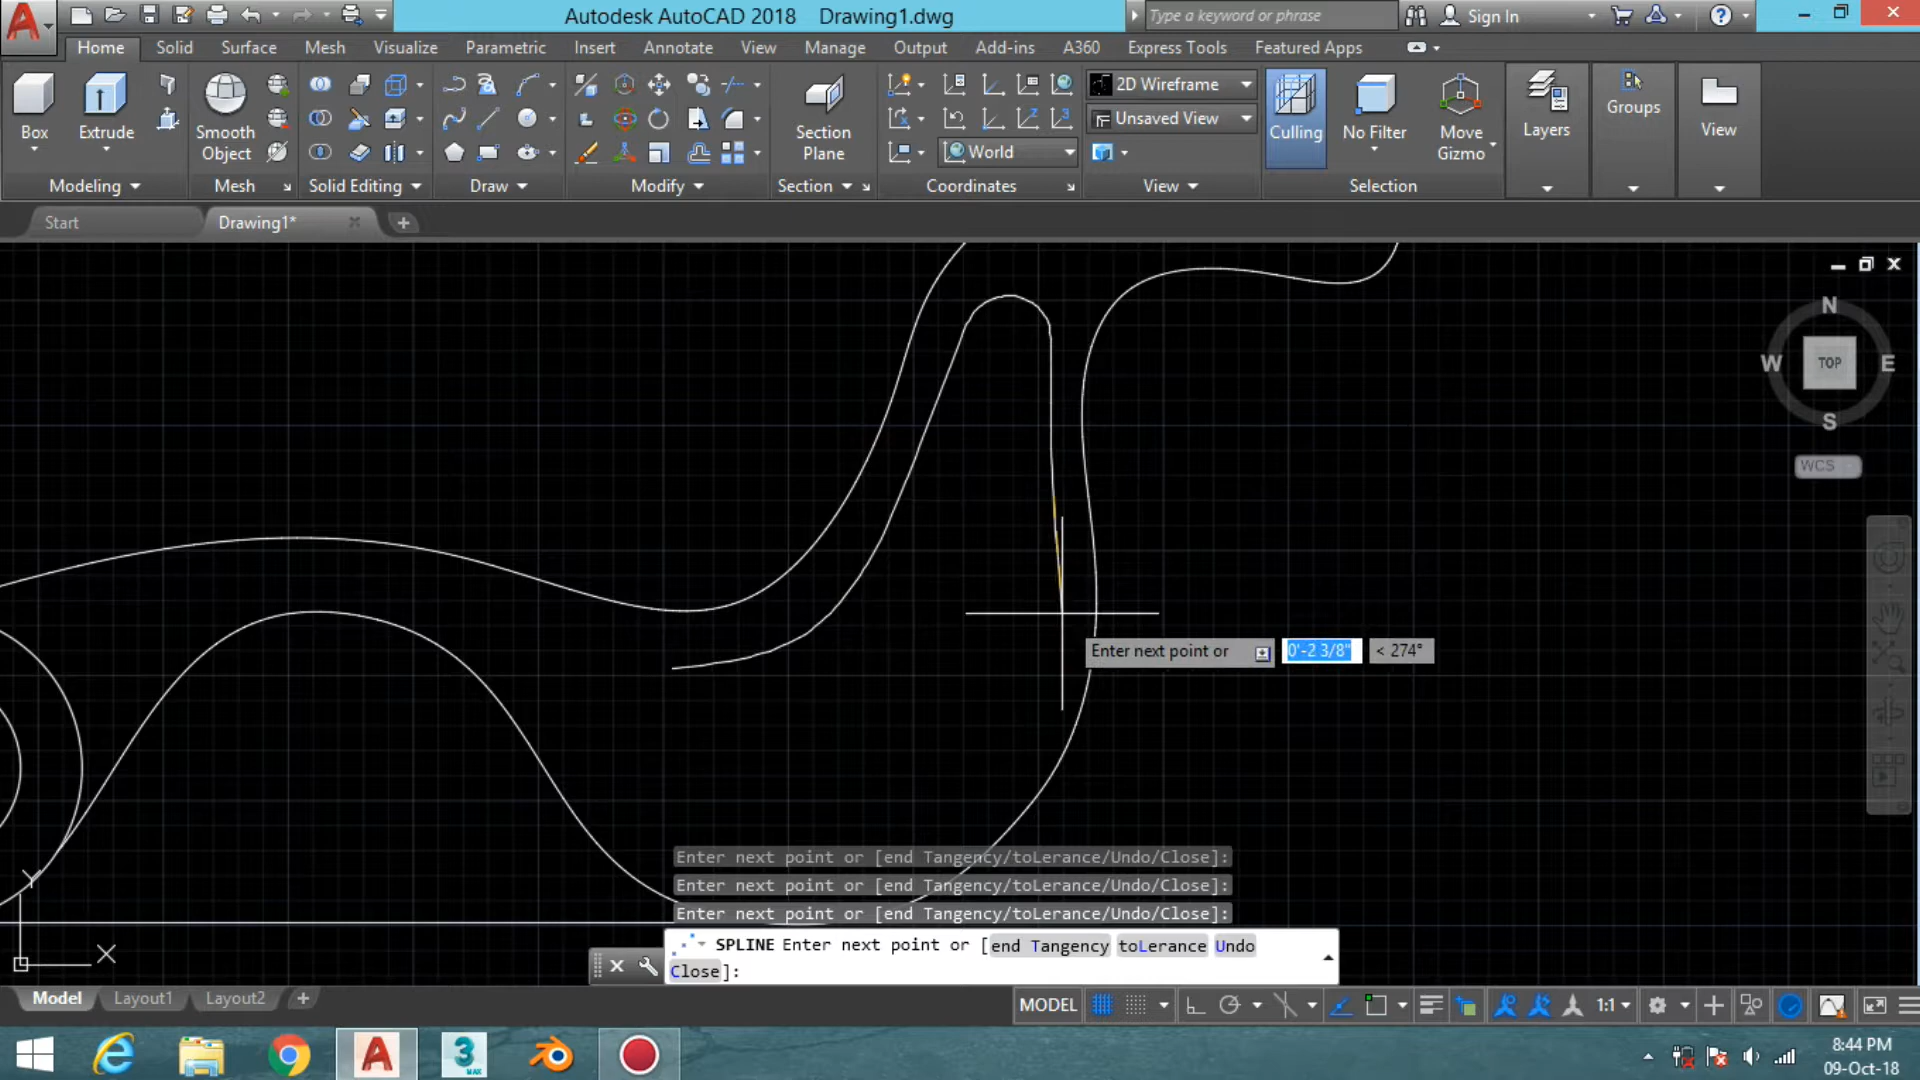 Autodesk AutoCAD 2018 Drawing1.dwg
Type a keyword or phrase
Sign In
Home Solid Surface Mesh Visualize Parametric Insert Annotate View Manage Output Add-ins A360 Express Tools Featured Apps
Box
Extrude
Smooth
Object
Section
Plane
2D Wireframe
Unsaved View
World
Culling
No Filter
Move
Gizmo
Layers
Groups
View
Modeling
Mesh
Solid Editing
Draw
Modify
Section
Coordinates
View
Selection
Start
Drawing1*
N
W
TOP
E
S
WCS
Enter next point or 0'-2 3/8" < 274°
Enter next point or [end Tangency/toLerance/Undo/Close]:
Enter next point or [end Tangency/toLerance/Undo/Close]:
Enter next point or [end Tangency/toLerance/Undo/Close]:
SPLINE Enter next point or [end Tangency toLerance Undo
Close]:
Y
X
Model Layout1 Layout2
MODEL
1:1
8:44 PM
09-Oct-18